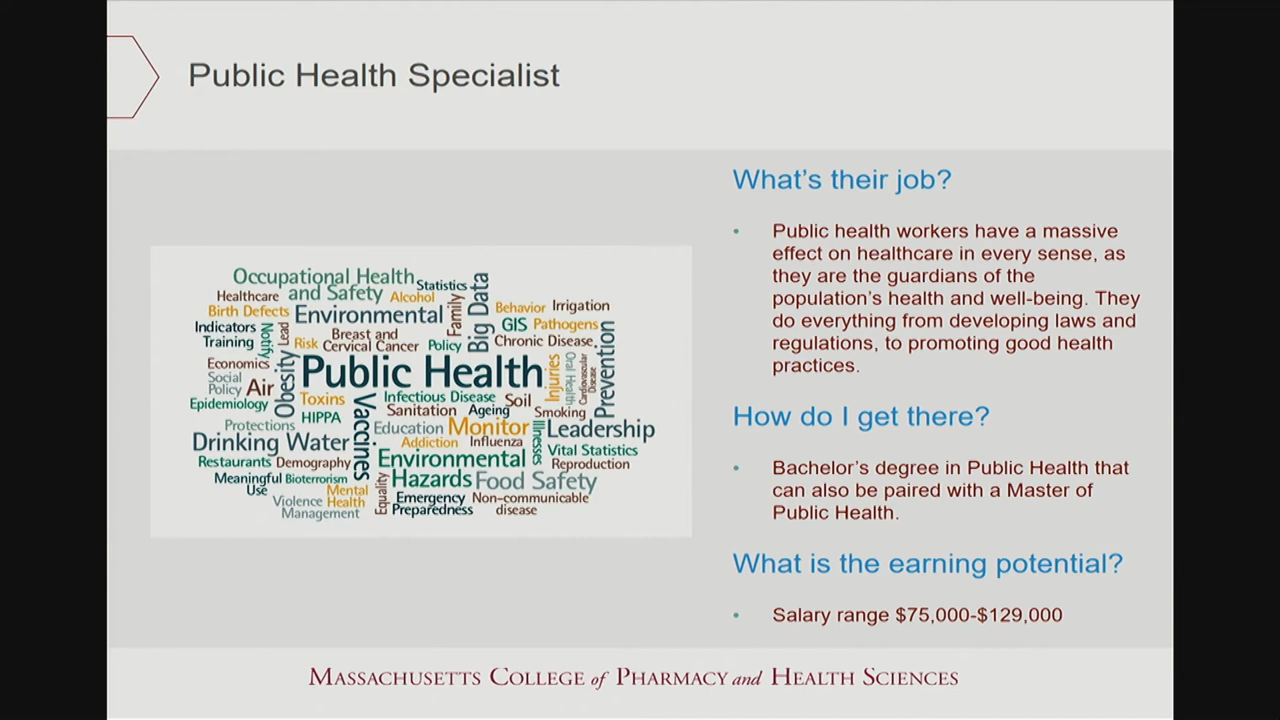 Public Health Specialist
What's their job?
• Public health workers have a massive
effect on healthcare in every sense, as
they are the guardians of the
population's health and well-being. They
do everything from developing laws and
regulations, to promoting good health
practices.
How do I get there?
• Bachelor's degree in Public Health that
can also be paired with a Master of
Public Health.
What is the earning potential?
• Salary range $75,000-$129,000
Occupational Health
and Safety
Statistics
Healthcare
Alcohol
Family
Big Data
Birth Defects
Environmental
Behavior
Irrigation
Indicators
Notify
Lead
Breast and
Cervical Cancer
GIS
Pathogens
Training
Risk
Policy
Chronic Disease
Prevention
Economics
Obesity
Public Health
Injuries
Oral Health
Cardiovascular
Disease
Social
Policy
Air
Epidemiology
Toxins
Vaccines
Infectious Disease
Soil
HIPPA
Sanitation
Ageing
Smoking
Protections
Education
Monitor
Illnesses
Leadership
Drinking Water
Addiction
Influenza
Vital Statistics
Restaurants
Demography
Environmental
Hazards
Reproduction
Meaningful
Use
Bioterrorism
Equality
Food Safety
Mental
Health
Violence
Management
Emergency
Preparedness
Non-communicable
disease
MASSACHUSETTS COLLEGE of PHARMACY and HEALTH SCIENCES